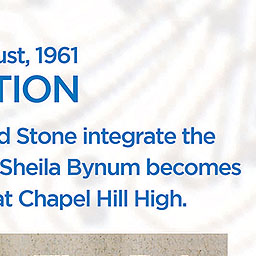 ust, 1961
TION
d Stone integrate the
Sheila Bynum becomes
at Chapel Hill High.